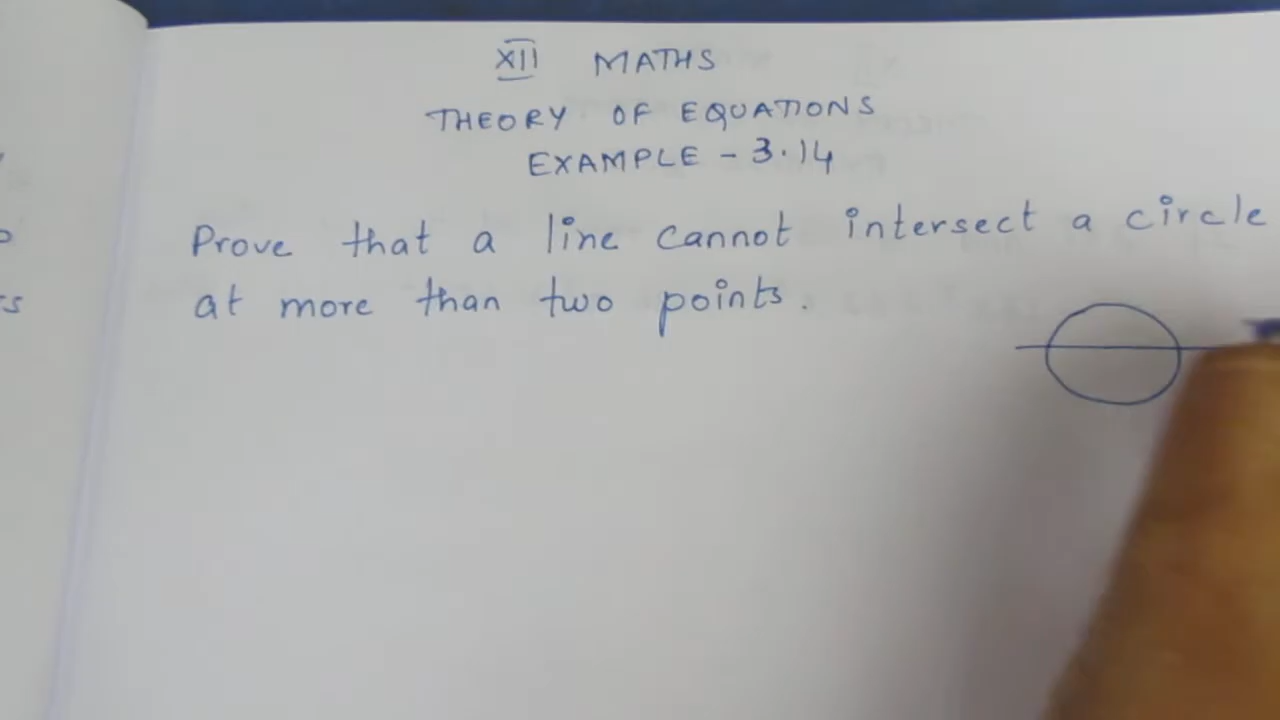 XII MATHS
THEORY OF EQUATIONS
EXAMPLE - 3.14
Prove that a line cannot intersect a circle
at more than two points.